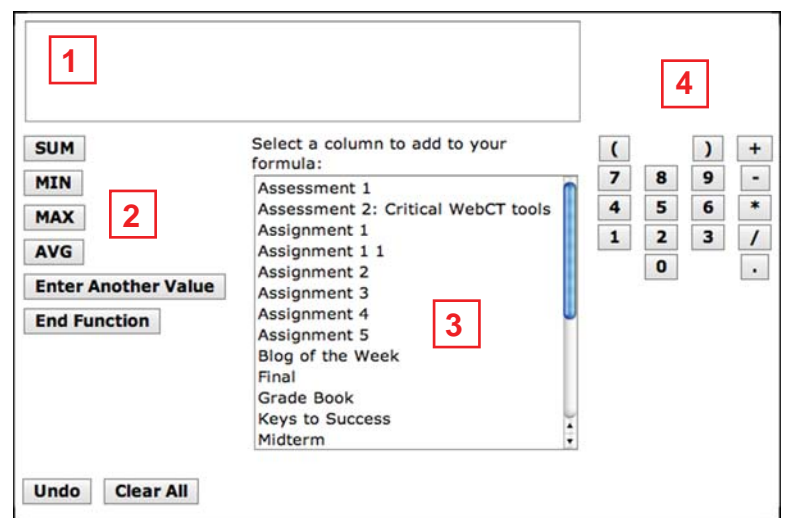 1
4
SUM
MIN
MAX
2
AVG
Enter Another Value
End Function
Select a column to add to your
formula:
Assessment 1
Assessment 2: Critical WebCT tools
Assignment 1
Assignment 1 1
Assignment 2
Assignment 3
Assignment 4
Assignment 5
3
Blog of the Week
Final
Grade Book
Keys to Success
Midterm
( ) +
7 8 9 -
4 5 6 *
1 2 3 /
0 .
Undo Clear All